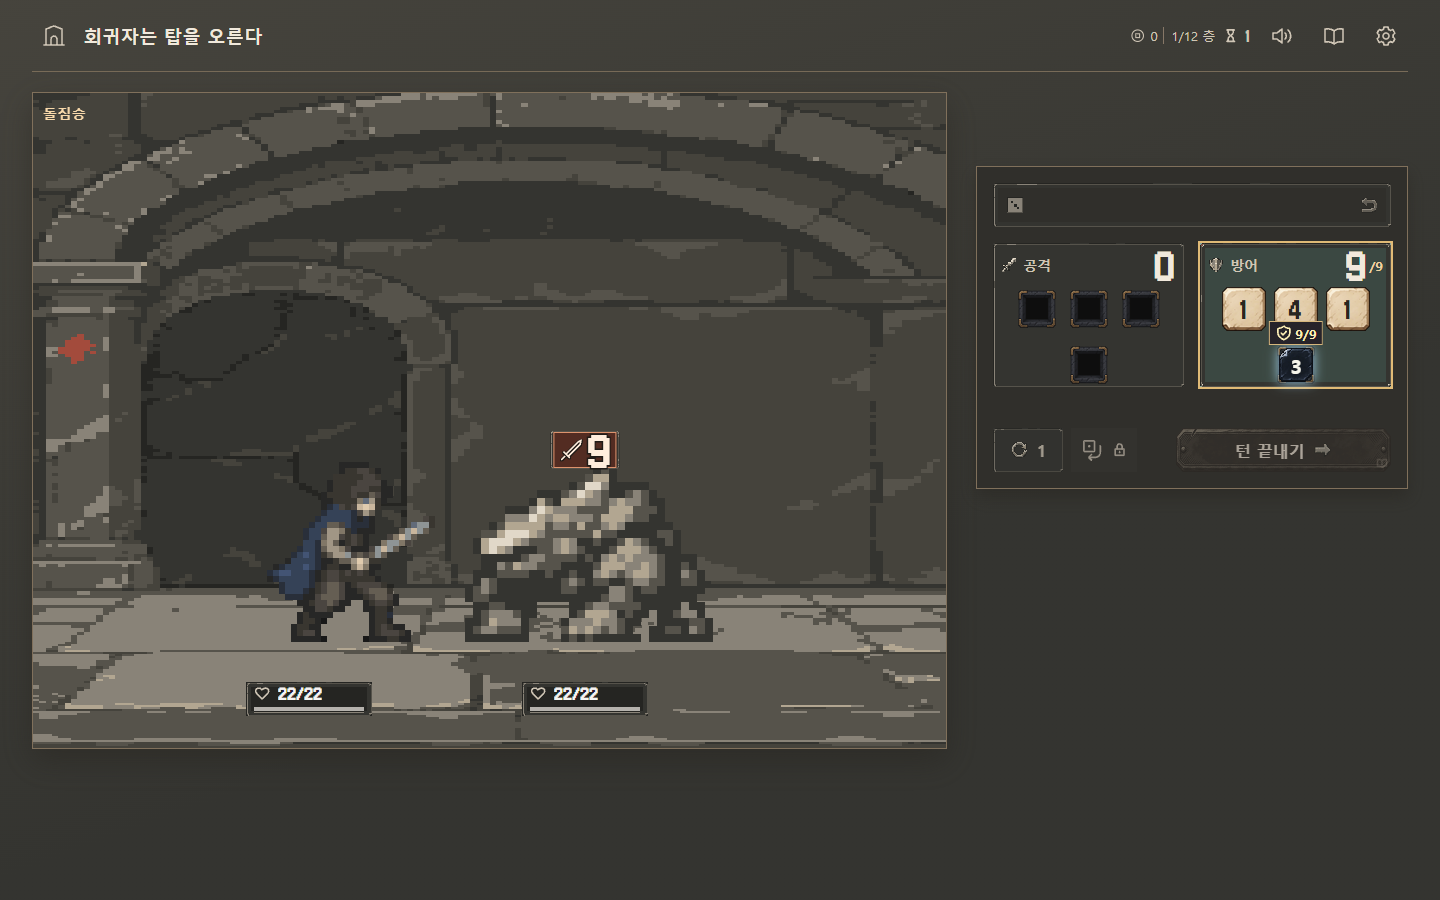 회귀자는 탑을 오른다
0 1/12 층 1
돌짐승
공격 0
방어 9/9
1 4 1
9/9
3
9
1
턴 끝내기
22/22
22/22